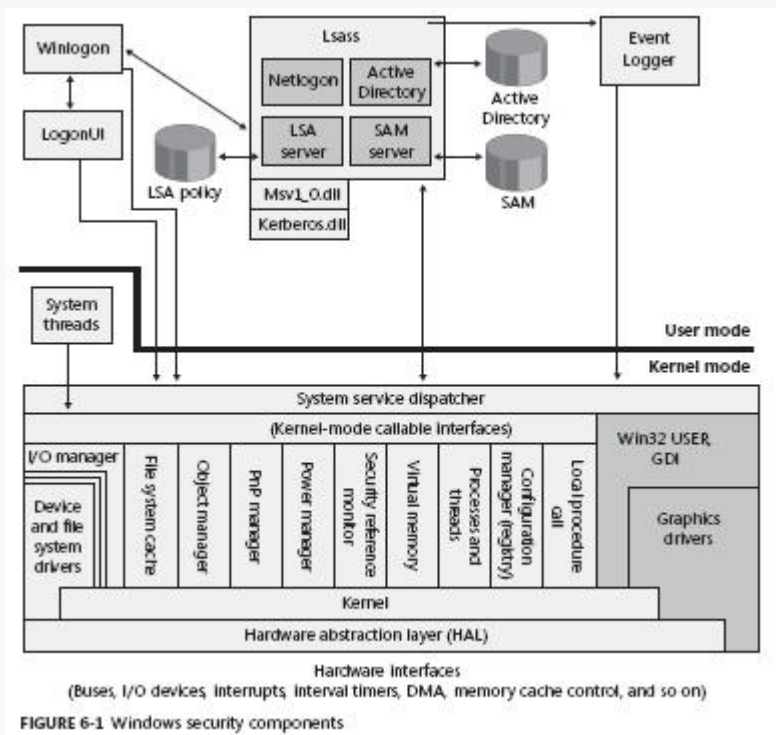 Lsass
Winlogon
Event
Logger
Netlogon
Active
Directory
Active
Directory
LogonUI
LSA
server
SAM
server
LSA policy
SAM
Msv1_0.dll
Kerberos.dll
System
threads
User mode
Kernel mode
System service dispatcher
(Kernel-mode callable interfaces)
Win32 USER,
GDI
I/O manager
Device
and file
system
drivers
File system cache
Object manager
PnP manager
Power manager
Security reference
monitor
Virtual memory
Processes and
threads
Configuration
manager (registry)
Local procedure
call
Graphics
drivers
Kernel
Hardware abstraction layer (HAL)
Hardware interfaces
(Buses, I/O devices, interrupts, interval timers, DMA, memory cache control, and so on)
FIGURE 6-1 Windows security components